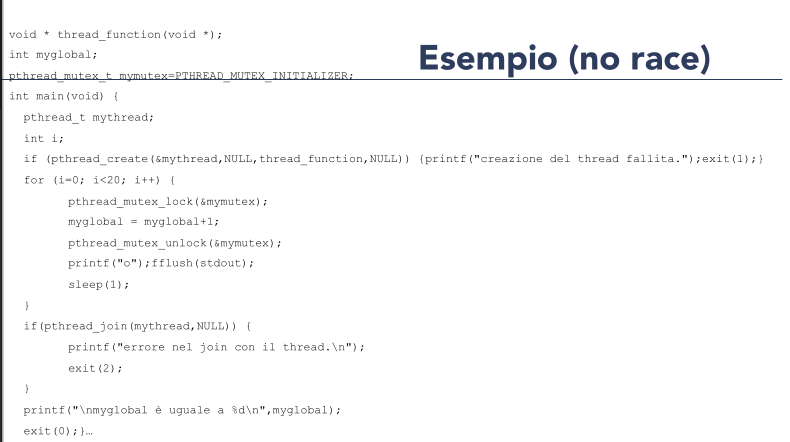 Esempio (no race)
void * thread_function(void *);
int myglobal;
pthread_mutex_t mymutex=PTHREAD_MUTEX_INITIALIZER;
int main(void) {
pthread_t mythread;
int i;
if (pthread_create(&mythread,NULL,thread_function,NULL)) {printf("creazione del thread fallita.");exit(1);}
for (i=0; i<20; i++) {
pthread_mutex_lock(&mymutex);
myglobal = myglobal+1;
pthread_mutex_unlock(&mymutex);
printf("o");fflush(stdout);
sleep(1);
}
if(pthread_join(mythread,NULL)) {
printf("errore nel join con il thread.\n");
exit(2);
}
printf("\nmyglobal è uguale a %d\n",myglobal);
exit(0);}…